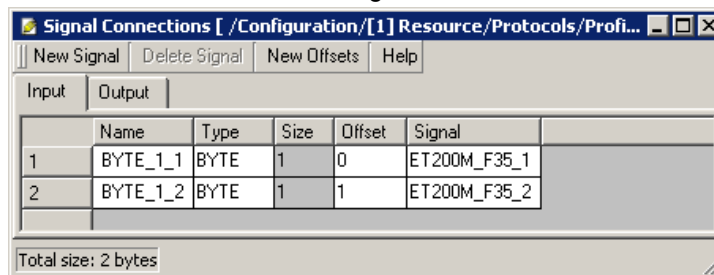 Signal Connections [ /Configuration/[1] Resource/Protocols/Profi...
New Signal Delete Signal New Offsets Help
Input Output
Name Type Size Offset Signal
1 BYTE_1_1 BYTE 1 0 ET200M_F35_1
2 BYTE_1_2 BYTE 1 1 ET200M_F35_2
Total size: 2 bytes